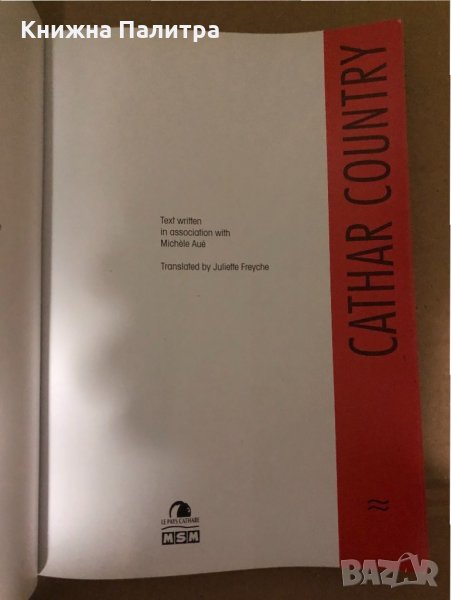 Книжна Палитра
CATHAR COUNTRY
Text written
in association with
Michèle Aué
Translated by Juliette Freyche
LE PAYS CATHARE
MSM
BAZAR